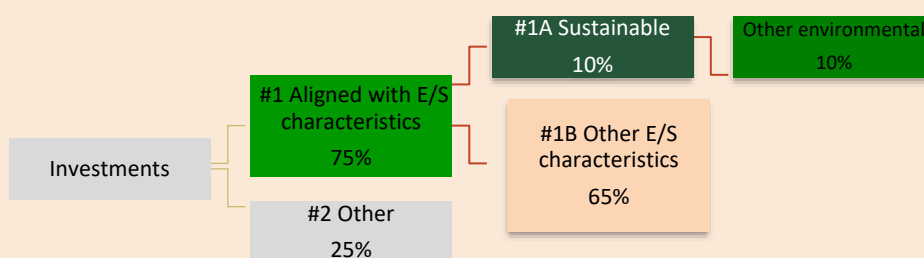 Investments
#1 Aligned with E/S
characteristics
75%
#2 Other
25%
#1A Sustainable
10%
#1B Other E/S
characteristics
65%
Other environmental
10%